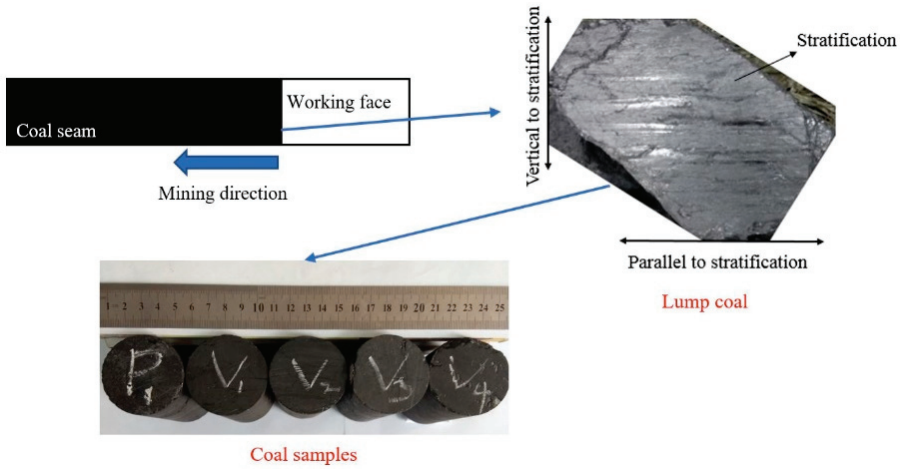 Coal seam
Working face
Mining direction
Vertical to stratification
Stratification
Parallel to stratification
Lump coal
1 2 3 4 5 6 7 8 9 10 11 12 13 14 15 16 17 18 19 20 21 22 23 24 25
P1 V1 V2 V3 V4
Coal samples